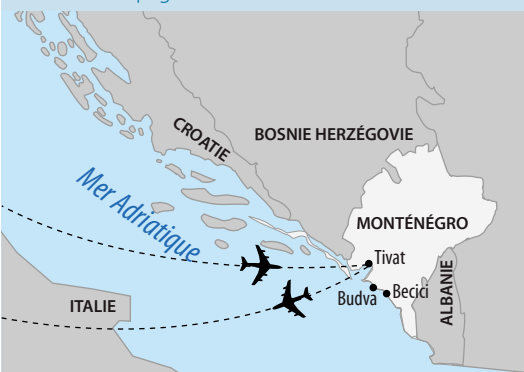 CROATIE
BOSNIE HERZÉGOVIE
Mer Adriatique
MONTÉNÉGRO
Tivat
Budva
Becici
ITALIE
ALBANIE